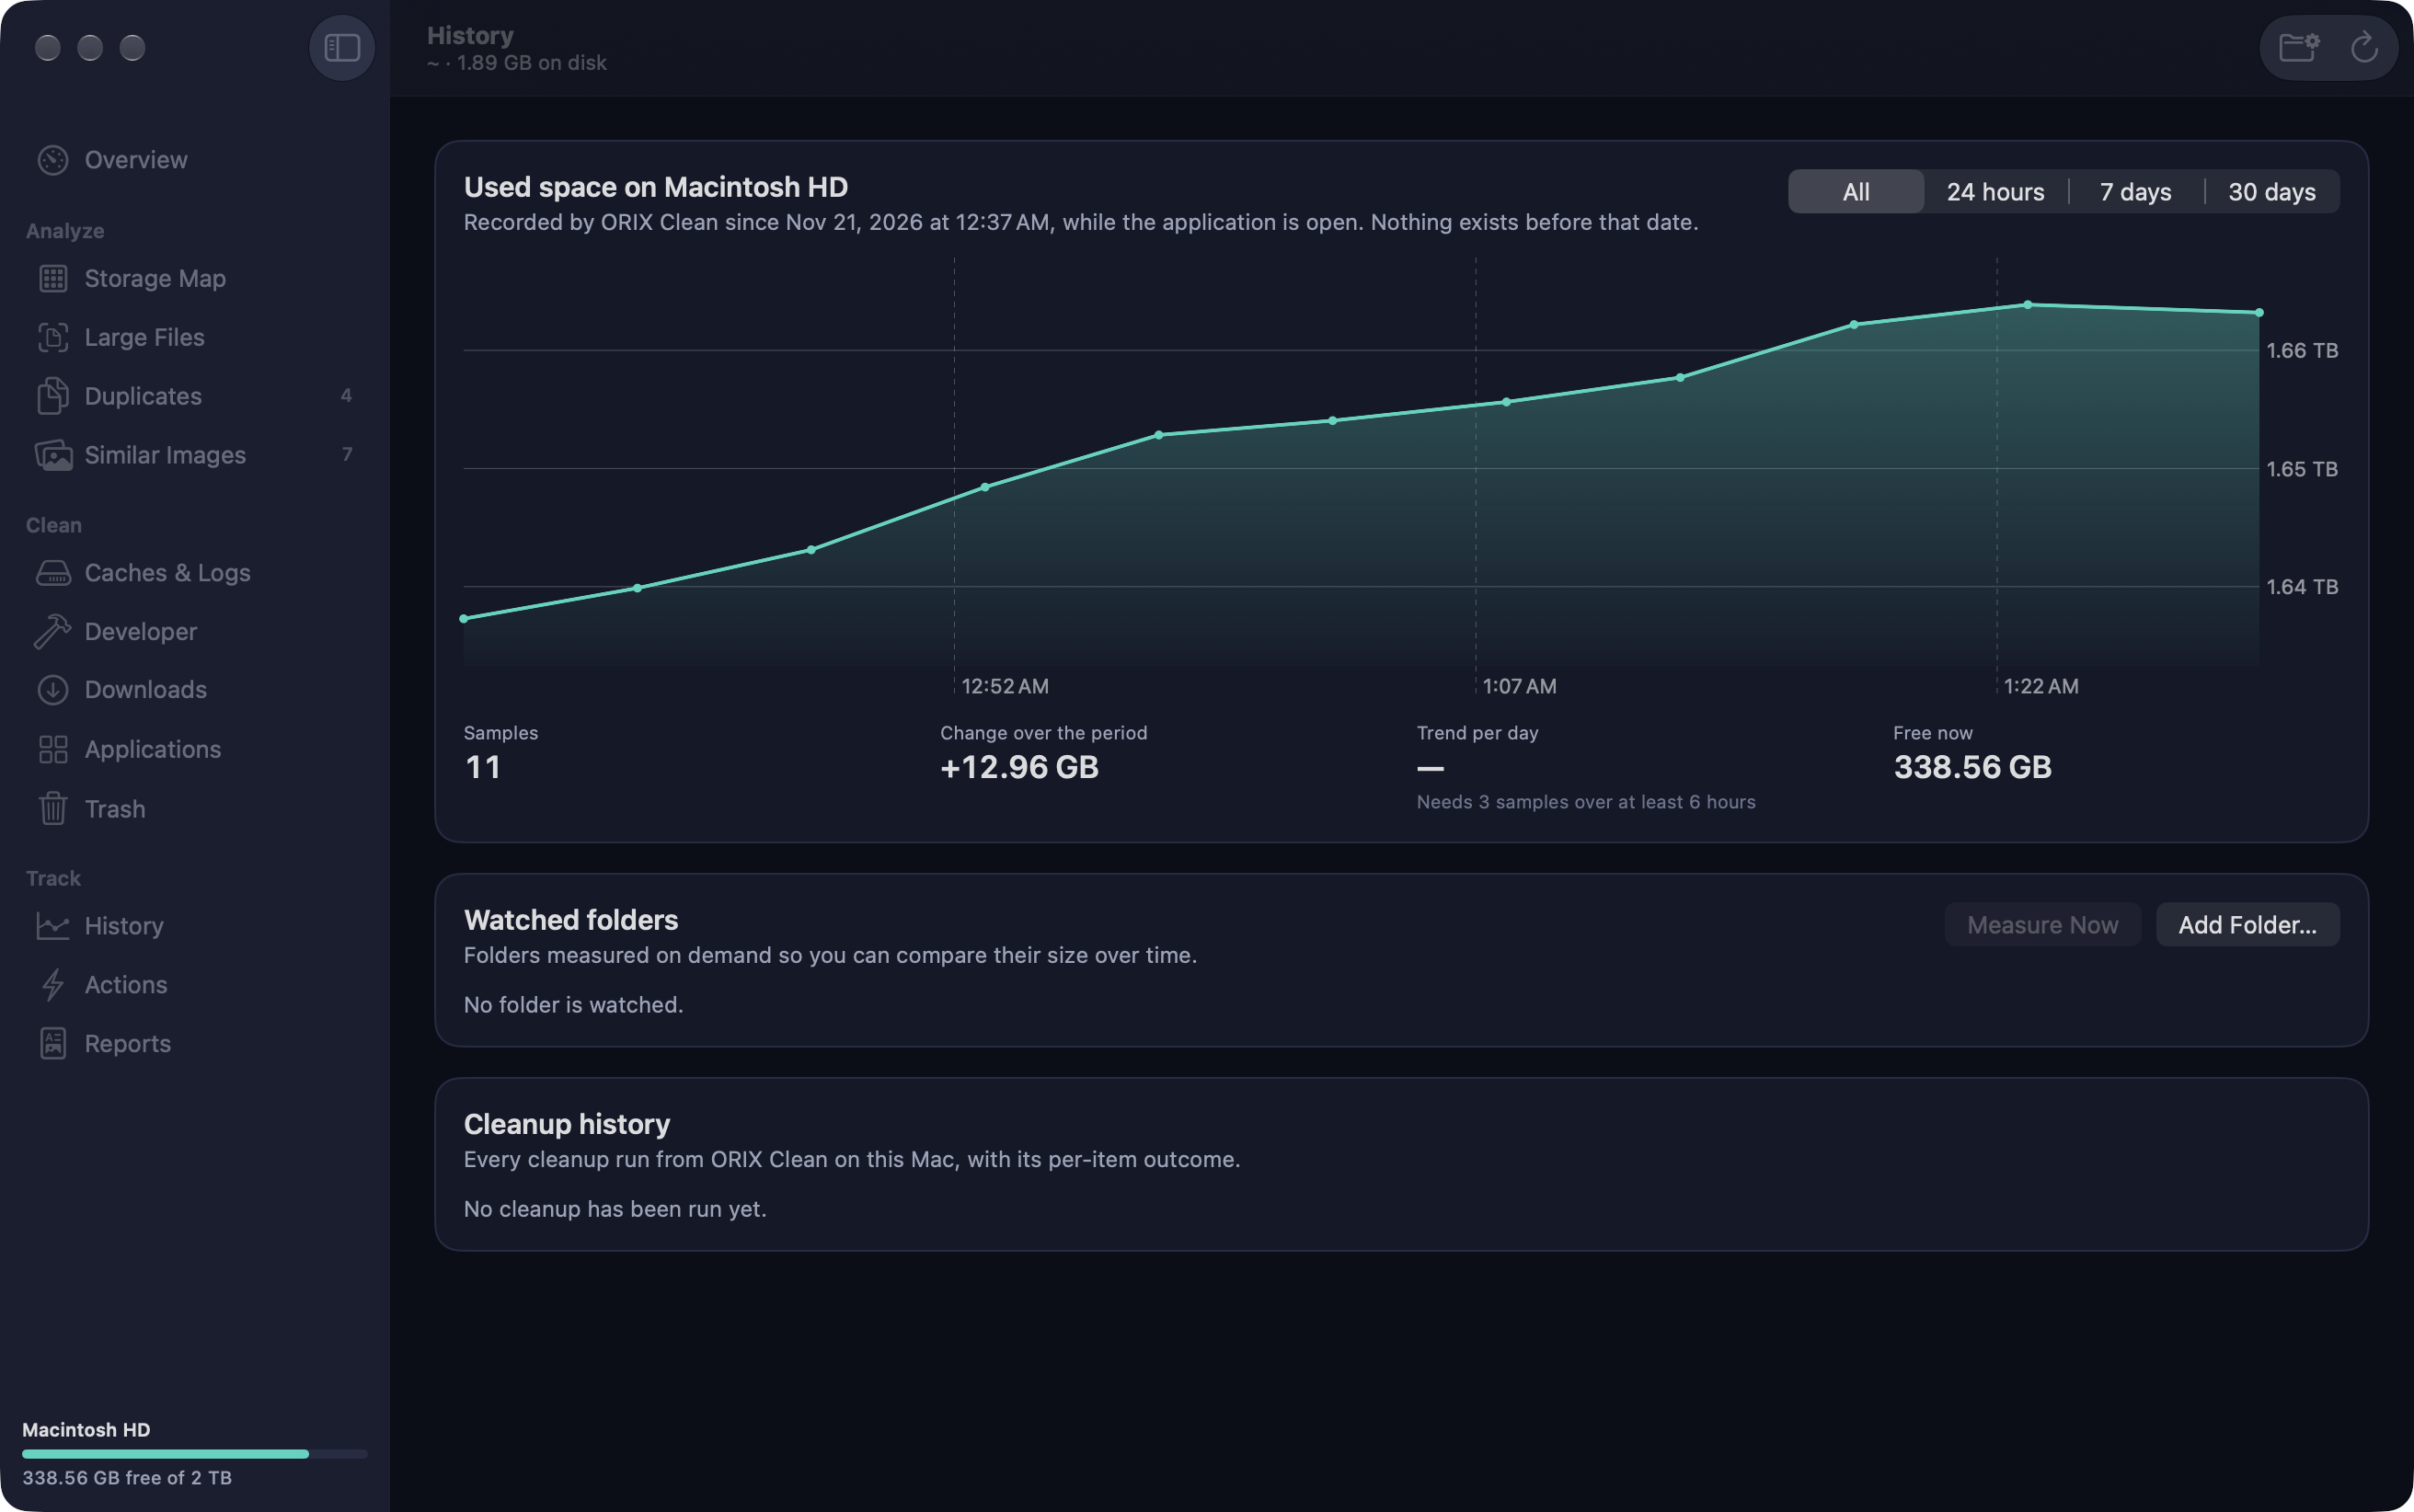 History
~ · 1.89 GB on disk
Overview
Analyze
Storage Map
Large Files
Duplicates 4
Similar Images 7
Clean
Caches & Logs
Developer
Downloads
Applications
Trash
Track
History
Actions
Reports
Macintosh HD
338.56 GB free of 2 TB
Used space on Macintosh HD
Recorded by ORIX Clean since Nov 21, 2026 at 12:37 AM, while the application is open. Nothing exists before that date.
All 24 hours 7 days 30 days
1.66 TB
1.65 TB
1.64 TB
12:52 AM 1:07 AM 1:22 AM
Samples
11
Change over the period
+12.96 GB
Trend per day
—
Needs 3 samples over at least 6 hours
Free now
338.56 GB
Watched folders
Folders measured on demand so you can compare their size over time.
Measure Now Add Folder...
No folder is watched.
Cleanup history
Every cleanup run from ORIX Clean on this Mac, with its per-item outcome.
No cleanup has been run yet.